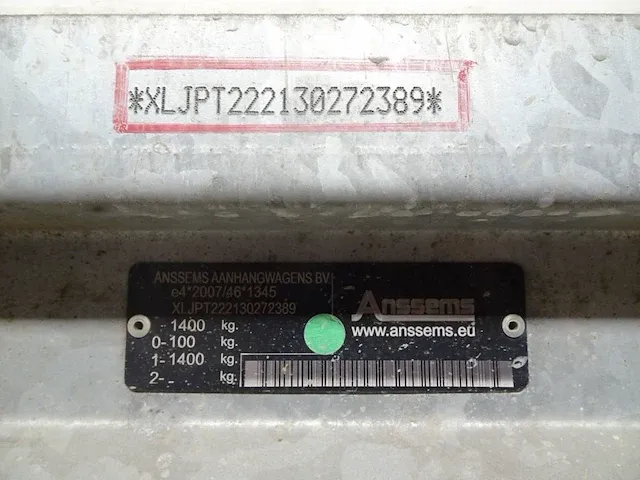 *XLJPT222130272389*
ANSSEMS AANHANGWAGENS BV
e4*2007/46*1345
XLJPT222130272389
- 1400 kg.
0- 100 kg.
1- 1400 kg.
2- - kg.
Anssems
www.anssems.eu